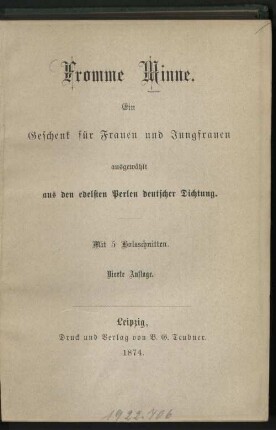 Fromme Minne.
Ein
Geschenk für Frauen und Jungfrauen
ausgewählt
aus den edelsten Perlen deutscher Dichtung.
Mit 5 Holzschnitten.
Vierte Auflage.
Leipzig,
Druck und Verlag von B. G. Teubner.
1874.
1922.706